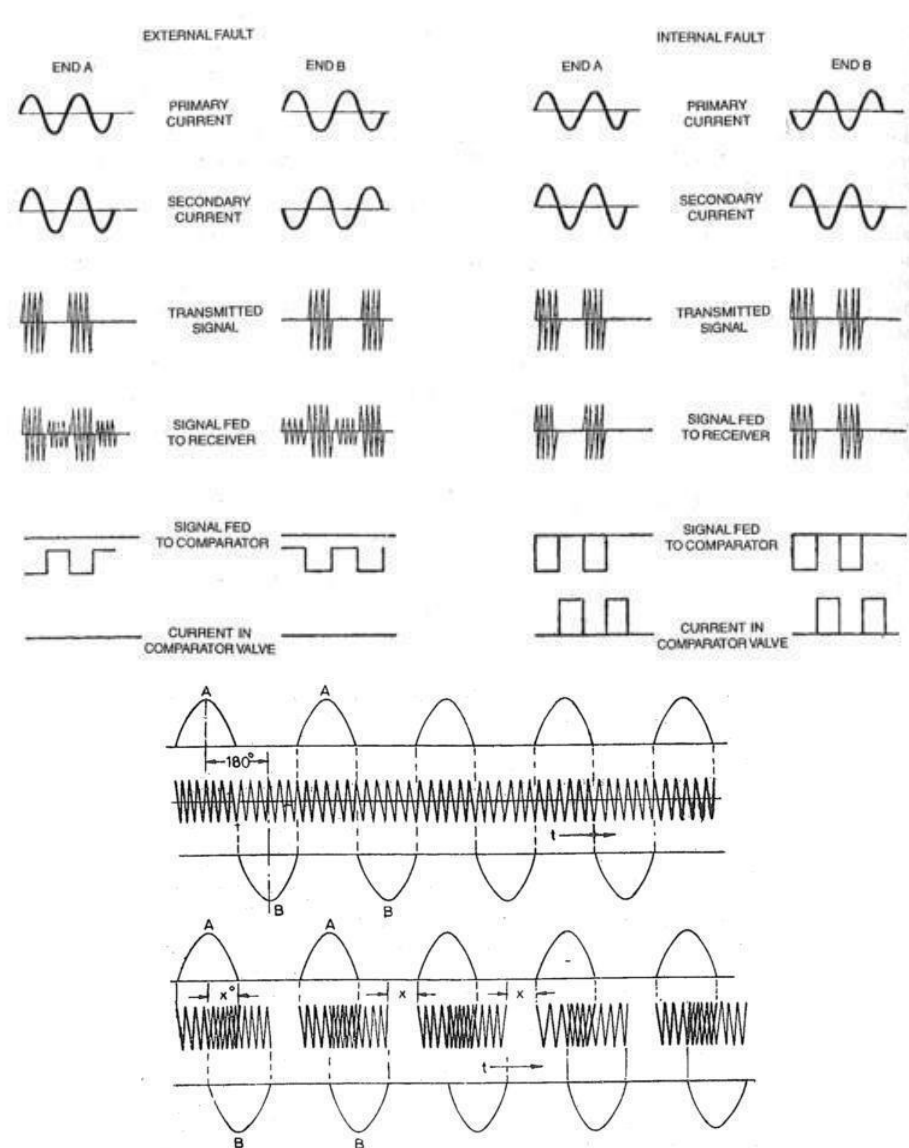 EXTERNAL FAULT
INTERNAL FAULT
END A
END B
END A
END B
PRIMARY
CURRENT
PRIMARY
CURRENT
SECONDARY
CURRENT
SECONDARY
CURRENT
TRANSMITTED
SIGNAL
TRANSMITTED
SIGNAL
SIGNAL FED
TO RECEIVER
SIGNAL FED
TO RECEIVER
SIGNAL FED
TO COMPARATOR
SIGNAL FED
TO COMPARATOR
CURRENT IN
COMPARATOR VALVE
CURRENT IN
COMPARATOR VALVE
A
A
180°
t
B
B
A
A
x°
x
x
t
B
B